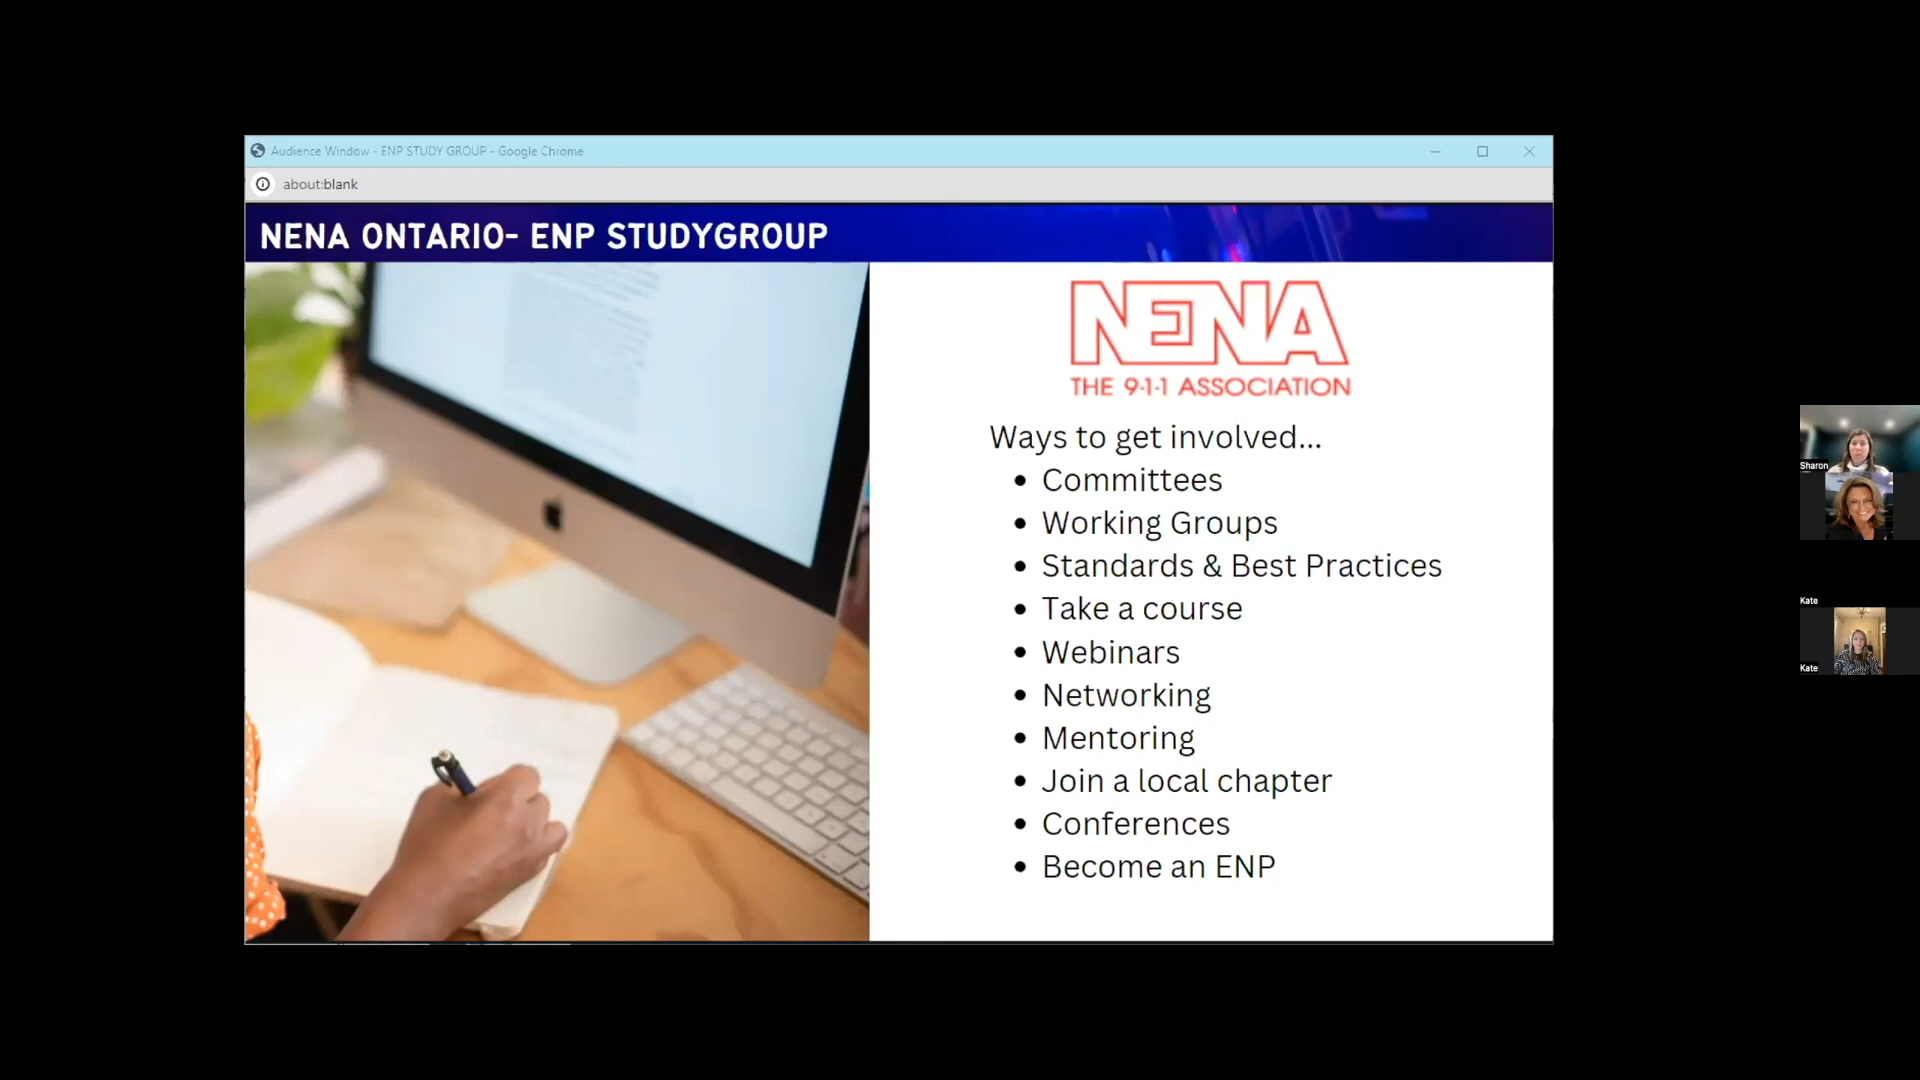 Audience Window - ENP STUDY GROUP - Google Chrome
about:blank
NENA ONTARIO- ENP STUDYGROUP
NENA
THE 9-1-1 ASSOCIATION
Ways to get involved...
• Committees
• Working Groups
• Standards & Best Practices
• Take a course
• Webinars
• Networking
• Mentoring
• Join a local chapter
• Conferences
• Become an ENP
Sharon
Kate
Kate